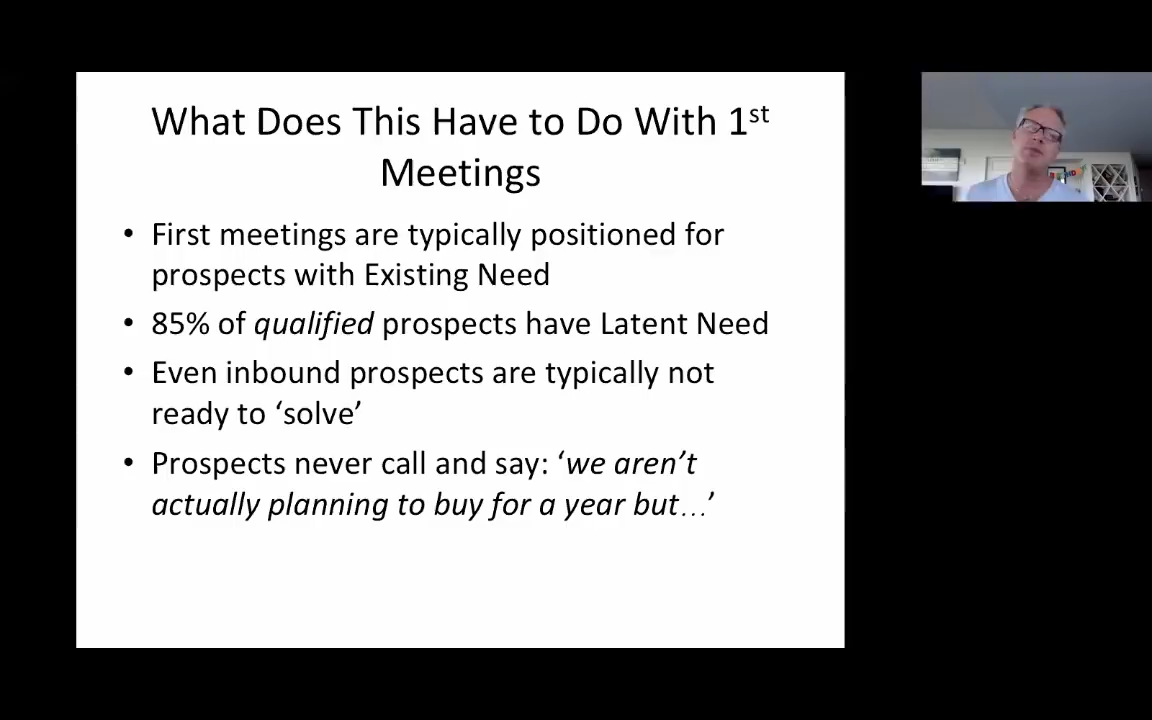 What Does This Have to Do With 1st
Meetings
• First meetings are typically positioned for
prospects with Existing Need
• 85% of qualified prospects have Latent Need
• Even inbound prospects are typically not
ready to ‘solve’
• Prospects never call and say: ‘we aren’t
actually planning to buy for a year but…’